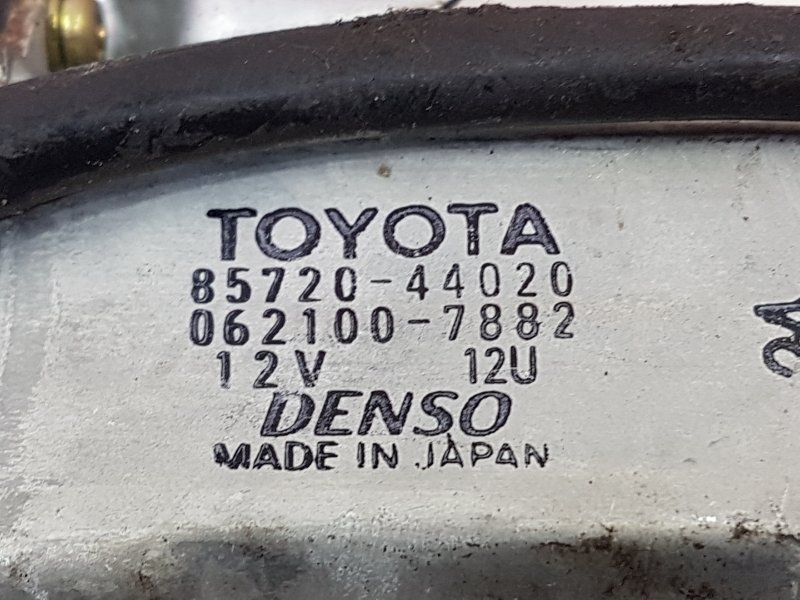 TOYOTA
85720-44020
062100-7882
12V 12U
DENSO
MADE IN JAPAN